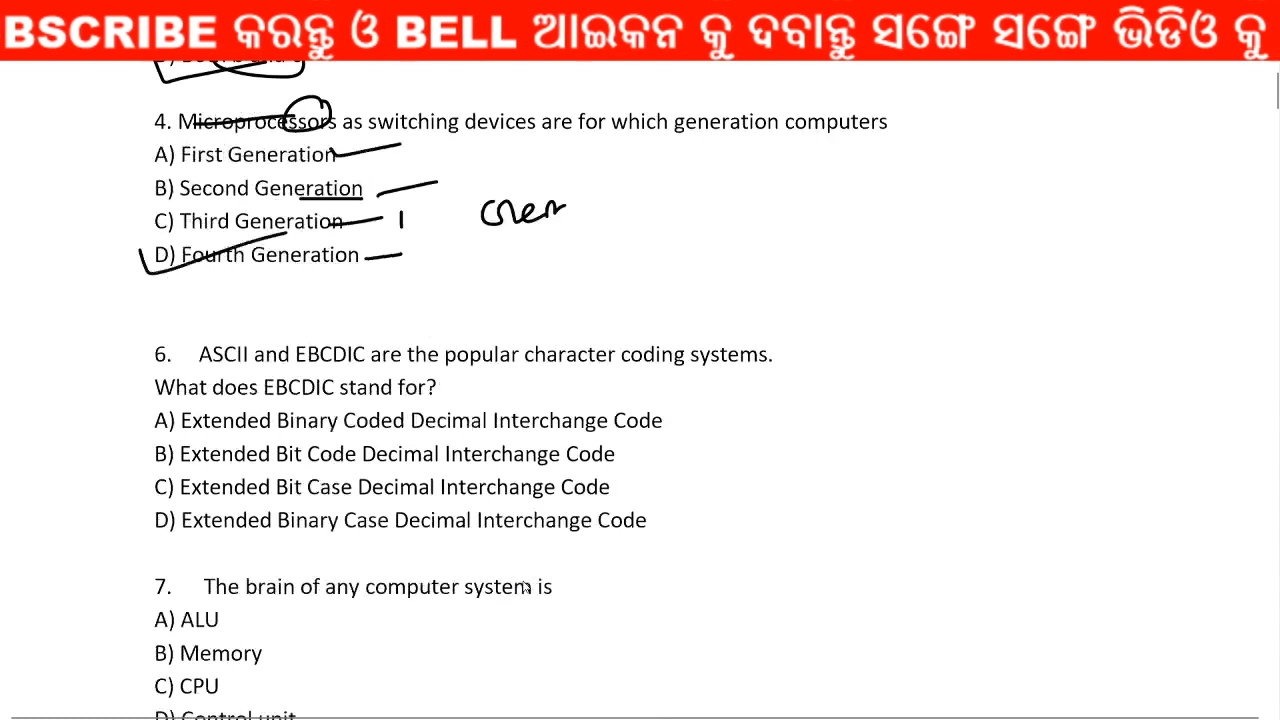 BSCRIBE କରନ୍ତୁ ଓ BELL ଆଇକନ କୁ ଦବାନ୍ତୁ ସଙ୍ଗେ ସଙ୍ଗେ ଭିଡିଓ କୁ
4. Microprocessors as switching devices are for which generation computers
A) First Generation
B) Second Generation
C) Third Generation
D) Fourth Generation
6. ASCII and EBCDIC are the popular character coding systems.
What does EBCDIC stand for?
A) Extended Binary Coded Decimal Interchange Code
B) Extended Bit Code Decimal Interchange Code
C) Extended Bit Case Decimal Interchange Code
D) Extended Binary Case Decimal Interchange Code
7. The brain of any computer system is
A) ALU
B) Memory
C) CPU
D) Control unit